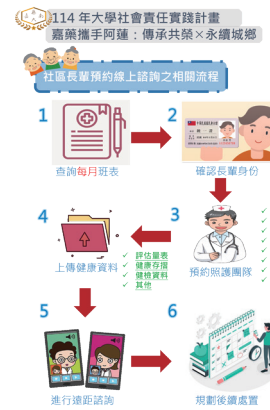 114 年大學社會責任實踐計畫
嘉藥攜手阿蓮：傳承共榮×永續城鄉
社區長輩預約線上諮詢之相關流程
1
查詢每月班表
2
確認長輩身份
3
預約照護團隊
4
上傳健康資料
✓ 評估量表
✓ 健康存摺
✓ 健檢資料
✓ 其他
5
進行遠距諮詢
6
規劃後續處置